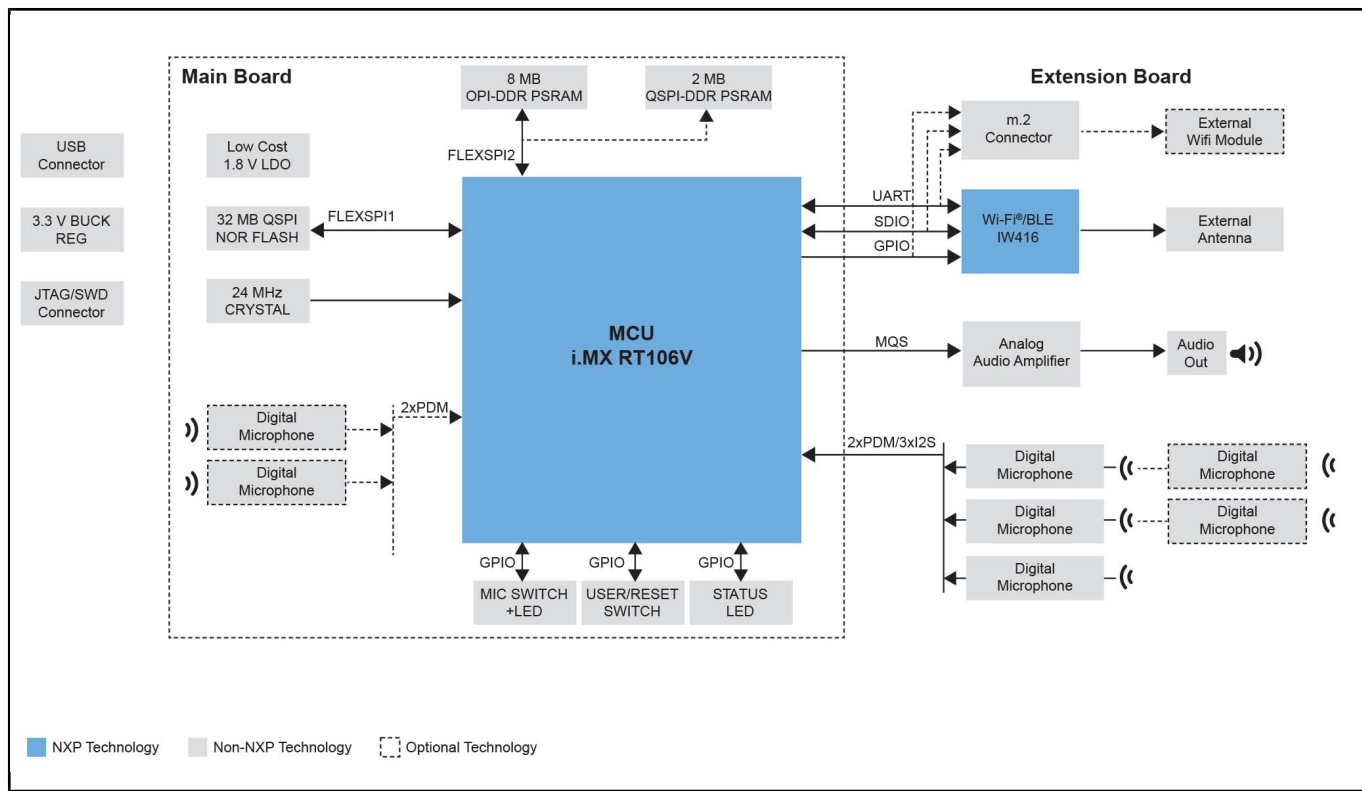 Main Board
Extension Board
8 MB
OPI-DDR PSRAM
2 MB
QSPI-DDR PSRAM
USB
Connector
Low Cost
1.8 V LDO
FLEXSPI2
m.2
Connector
External
Wifi Module
3.3 V BUCK
REG
32 MB QSPI
NOR FLASH
FLEXSPI1
UART
SDIO
GPIO
Wi-Fi®/BLE
IW416
External
Antenna
JTAG/SWD
Connector
24 MHz
CRYSTAL
MCU
i.MX RT106V
MQS
Analog
Audio Amplifier
Audio
Out
2xPDM
Digital
Microphone
Digital
Microphone
2xPDM/3xI2S
Digital
Microphone
Digital
Microphone
Digital
Microphone
Digital
Microphone
Digital
Microphone
GPIO
GPIO
GPIO
MIC SWITCH
+LED
USER/RESET
SWITCH
STATUS
LED
NXP Technology
Non-NXP Technology
Optional Technology